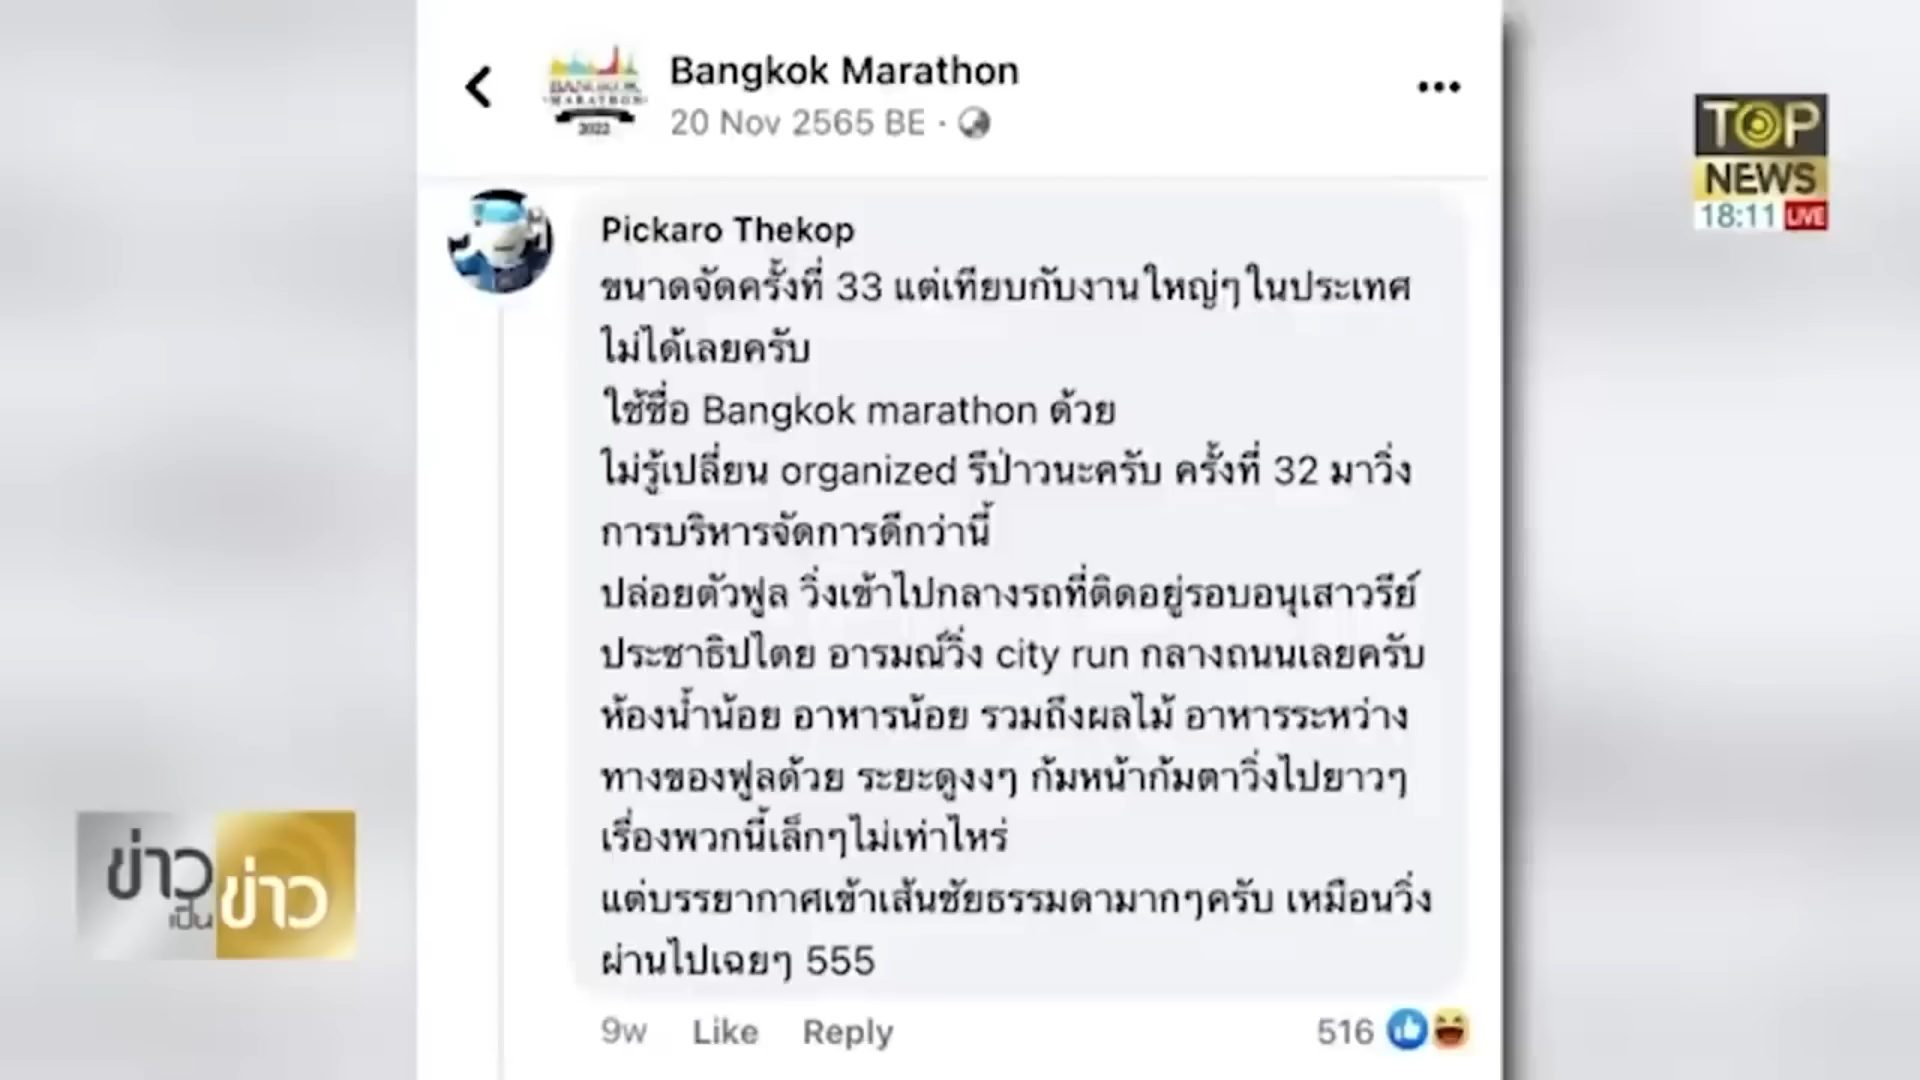 Bangkok Marathon
20 Nov 2565 BE ·
BANGKOK
MARATHON
2022
TOP
NEWS
18:11 LIVE
Pickaro Thekop
ขนาดจัดครั้งที่ 33 แต่เทียบกับงานใหญ่ๆในประเทศ
ไม่ได้เลยครับ
ใช้ชื่อ Bangkok marathon ด้วย
ไม่รู้เปลี่ยน organized รึป่าวนะครับ ครั้งที่ 32 มาวิ่ง
การบริหารจัดการดีกว่านี้
ปล่อยตัวฟูล วิ่งเข้าไปกลางรถที่ติดอยู่รอบอนุเสาวรีย์
ประชาธิปไตย อารมณ์วิ่ง city run กลางถนนเลยครับ
ห้องน้ำน้อย อาหารน้อย รวมถึงผลไม้ อาหารระหว่าง
ทางของฟูลด้วย ระยะดูงงๆ ก้มหน้าก้มตาวิ่งไปยาวๆ
เรื่องพวกนี้เล็กๆไม่เท่าไหร่
แต่บรรยากาศเข้าเส้นชัยธรรมดามากๆครับ เหมือนวิ่ง
ผ่านไปเฉยๆ 555
9w Like Reply 516
ข่าว
เป็น
ข่าว